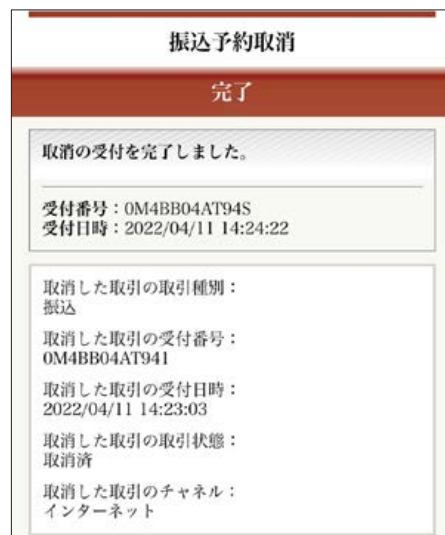 振込予約取消
完了
取消の受付を完了しました。
受付番号：0M4BB04AT94S
受付日時：2022/04/11 14:24:22
取消した取引の取引種別：
振込
取消した取引の受付番号：
0M4BB04AT941
取消した取引の受付日時：
2022/04/11 14:23:03
取消した取引の取引状態：
取消済
取消した取引のチャネル：
インターネット